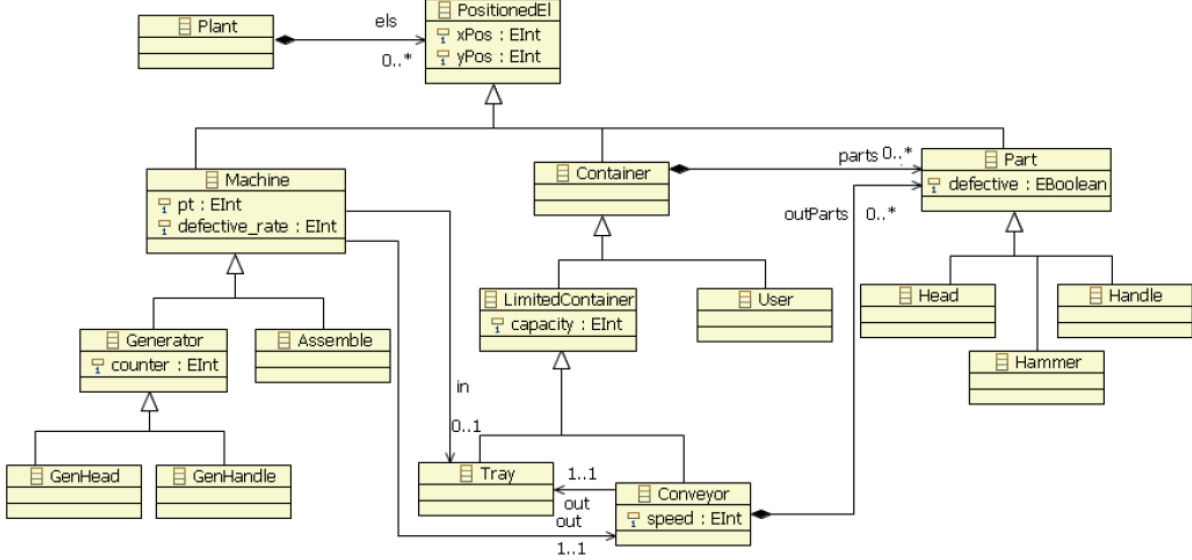 Plant
els
0..*
PositionedEl
xPos : EInt
yPos : EInt
Machine
pt : EInt
defective_rate : EInt
Container
parts 0..*
Part
defective : EBoolean
outParts 0..*
Generator
counter : EInt
Assemble
LimitedContainer
capacity : EInt
User
Head
Handle
Hammer
in
0..1
GenHead
GenHandle
Tray
1..1
out
Conveyor
speed : EInt
out
1..1